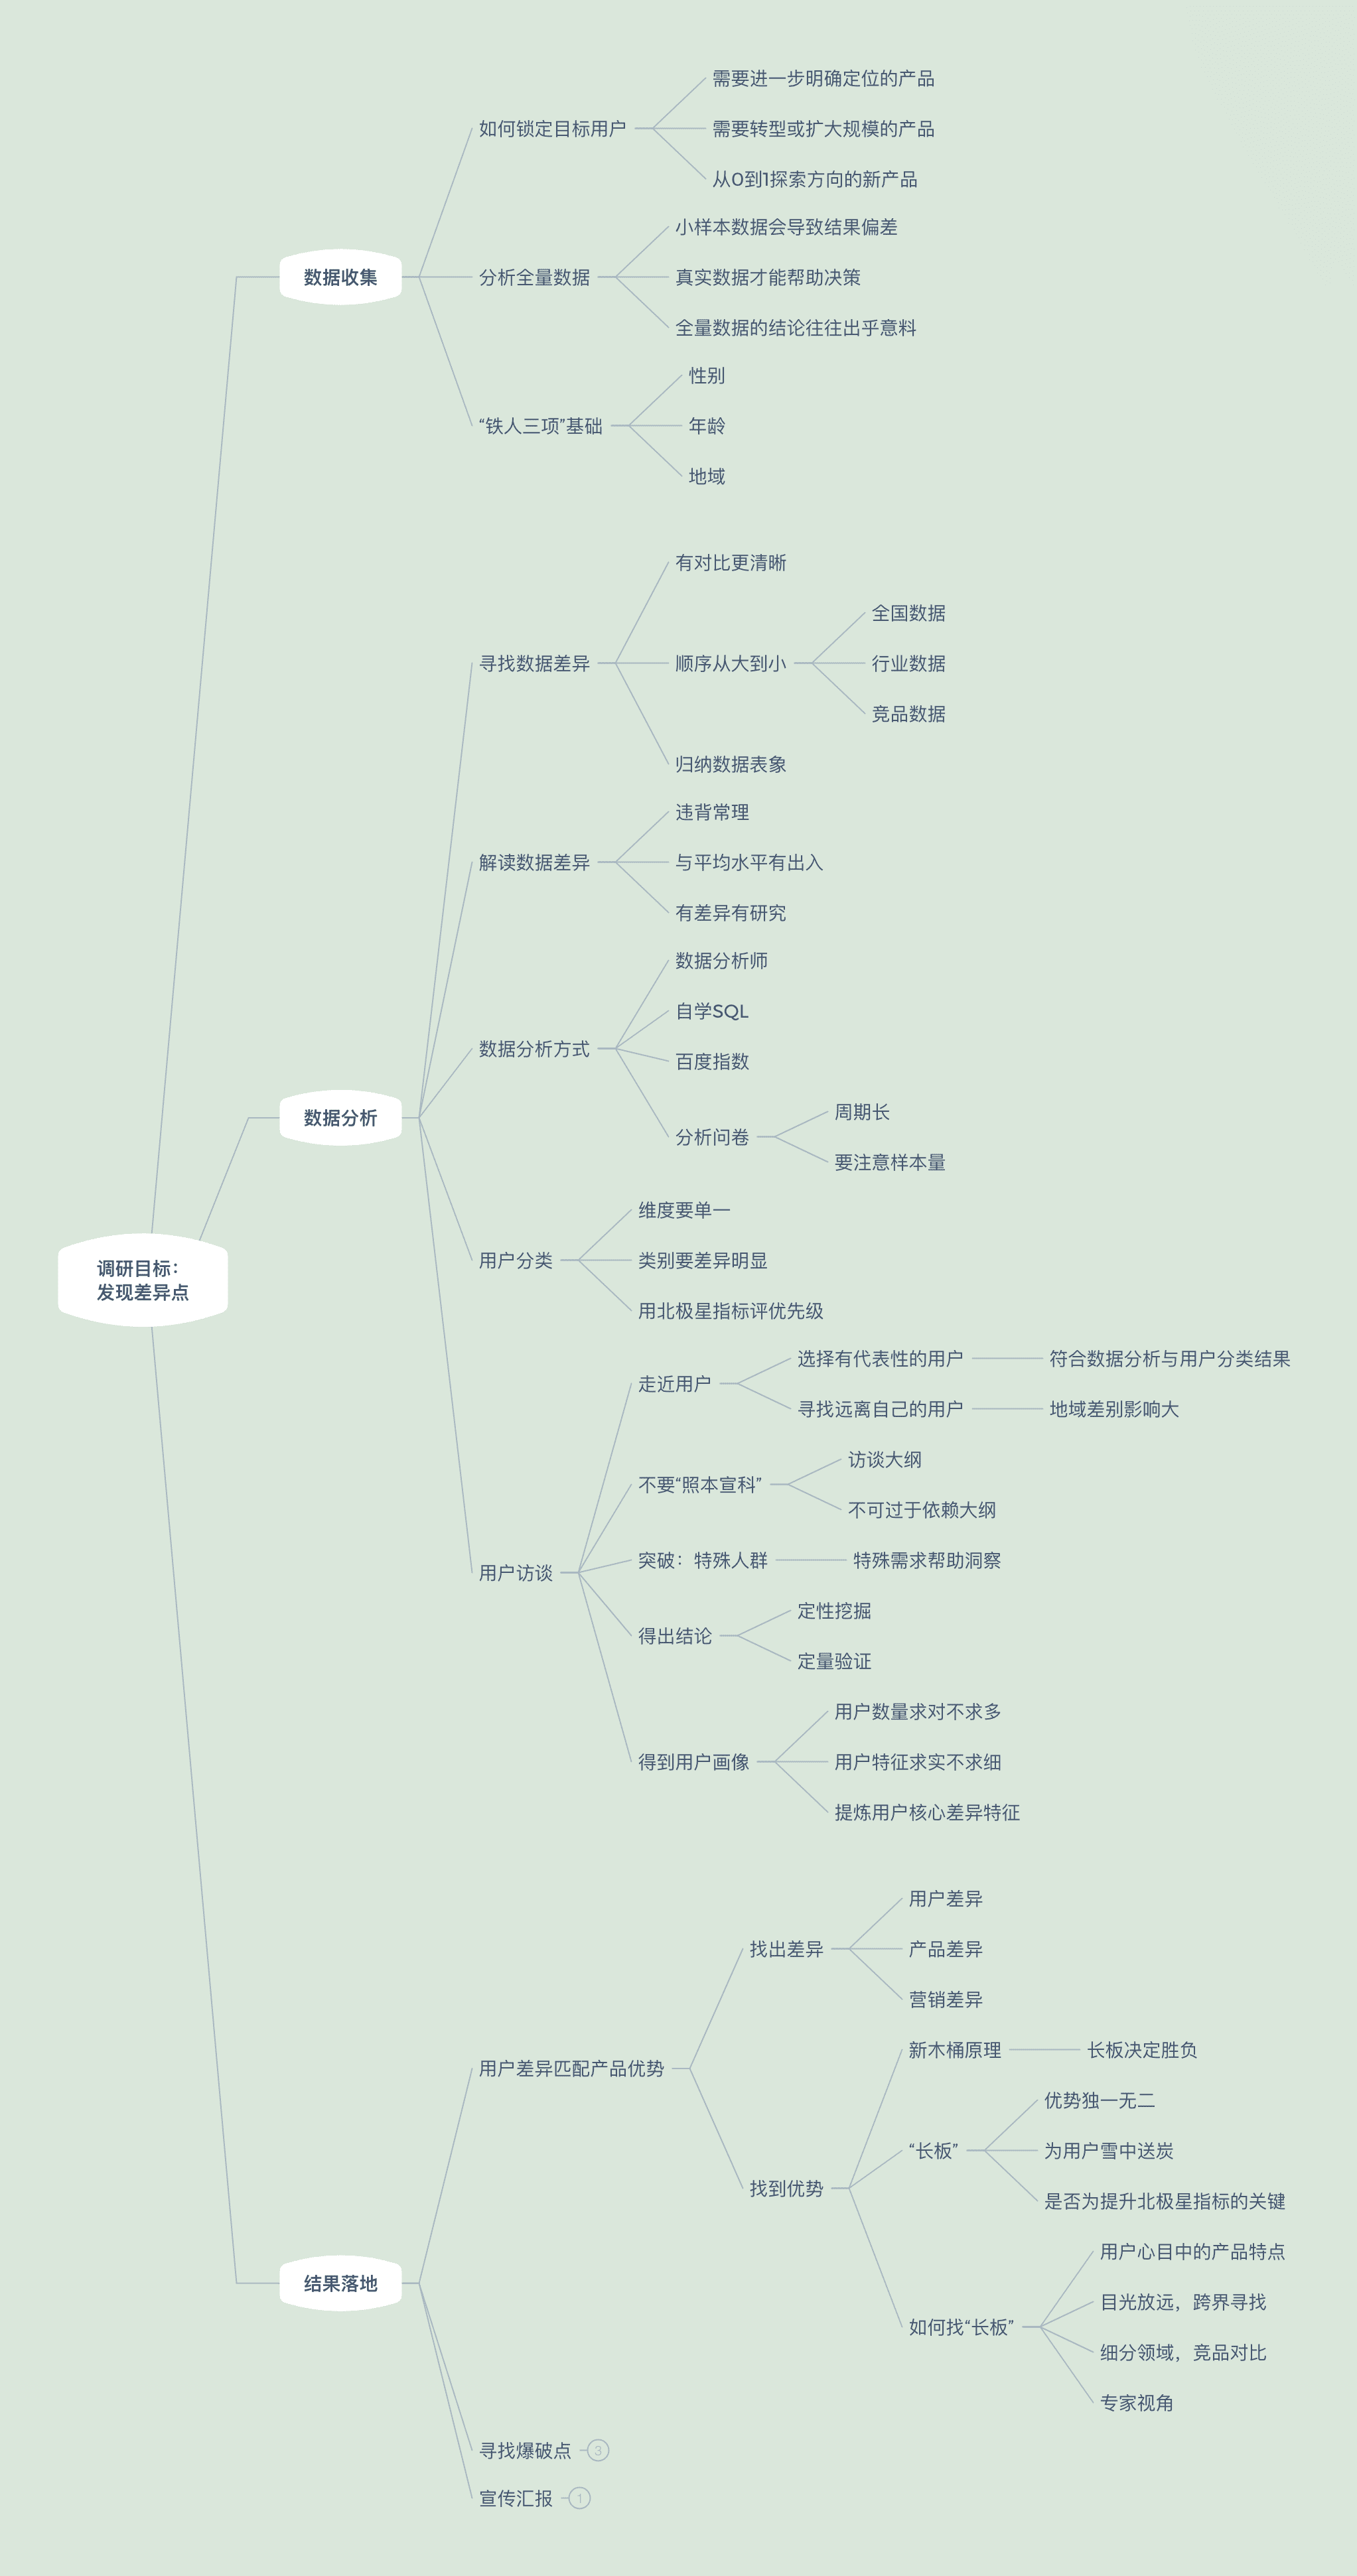 调研目标：
发现差异点
数据收集
如何锁定目标用户
需要进一步明确定位的产品
需要转型或扩大规模的产品
从0到1探索方向的新产品
分析全量数据
小样本数据会导致结果偏差
真实数据才能帮助决策
全量数据的结论往往出乎意料
“铁人三项”基础
性别
年龄
地域
数据分析
寻找数据差异
有对比更清晰
顺序从大到小
全国数据
行业数据
竞品数据
归纳数据表象
解读数据差异
违背常理
与平均水平有出入
有差异有研究
数据分析方式
数据分析师
自学SQL
百度指数
分析问卷
周期长
要注意样本量
用户分类
维度要单一
类别要差异明显
用北极星指标评优先级
用户访谈
走近用户
选择有代表性的用户
符合数据分析与用户分类结果
寻找远离自己的用户
地域差别影响大
不要“照本宣科”
访谈大纲
不可过于依赖大纲
突破：特殊人群
特殊需求帮助洞察
得出结论
定性挖掘
定量验证
得到用户画像
用户数量求对不求多
用户特征求实不求细
提炼用户核心差异特征
结果落地
用户差异匹配产品优势
找出差异
用户差异
产品差异
营销差异
找到优势
新木桶原理
长板决定胜负
“长板”
优势独一无二
为用户雪中送炭
是否为提升北极星指标的关键
如何找“长板”
用户心目中的产品特点
目光放远，跨界寻找
细分领域，竞品对比
专家视角
寻找爆破点
3
宣传汇报
1